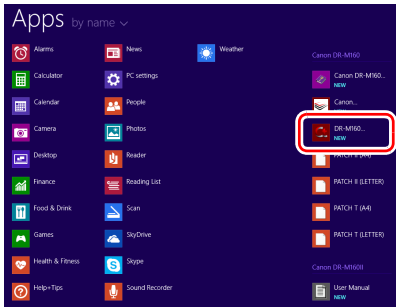 Apps by name
Alarms
Calculator
Calendar
Camera
Desktop
Finance
Food & Drink
Games
Health & Fitness
Help+Tips
News
PC settings
People
Photos
Reader
Reading List
Scan
SkyDrive
Skype
Sound Recorder
Weather
Canon DR-M160
Canon DR-M160...
NEW
Canon...
DR-M160...
NEW
PATCH II (A4)
PATCH II (LETTER)
PATCH T (A4)
PATCH T (LETTER)
Canon DR-M160II
User Manual
NEW